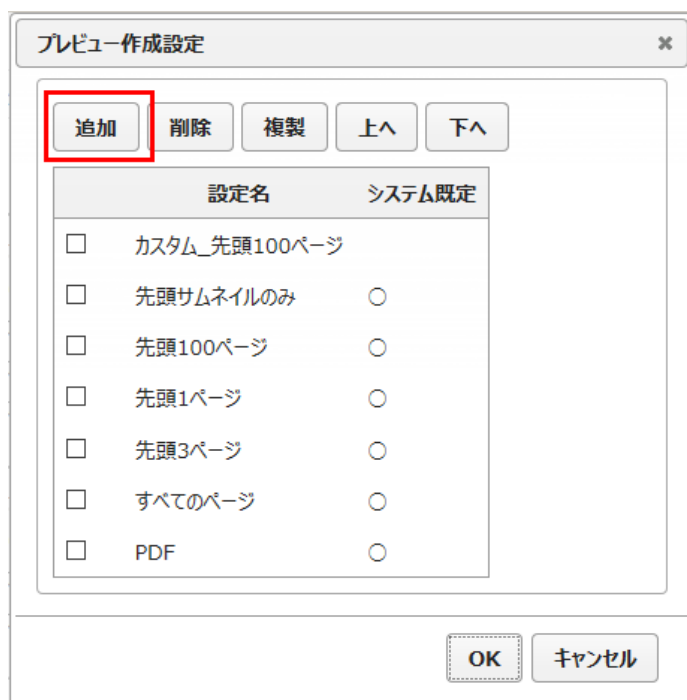 プレビュー作成設定
追加 削除 複製 上へ 下へ
設定名 システム既定
カスタム_先頭100ページ
先頭サムネイルのみ ○
先頭100ページ ○
先頭1ページ ○
先頭3ページ ○
すべてのページ ○
PDF ○
OK キャンセル